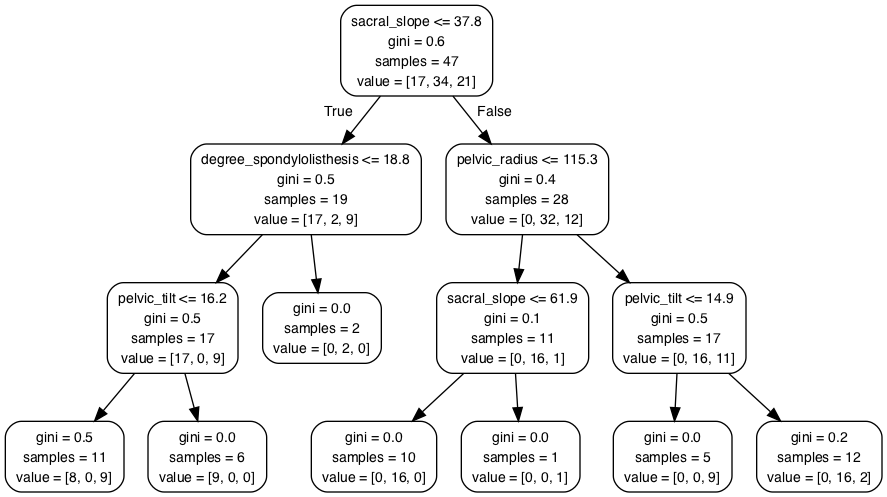 sacral_slope <= 37.8
gini = 0.6
samples = 47
value = [17, 34, 21]
True
False
degree_spondylolisthesis <= 18.8
gini = 0.5
samples = 19
value = [17, 2, 9]
pelvic_radius <= 115.3
gini = 0.4
samples = 28
value = [0, 32, 12]
pelvic_tilt <= 16.2
gini = 0.5
samples = 17
value = [17, 0, 9]
gini = 0.0
samples = 2
value = [0, 2, 0]
sacral_slope <= 61.9
gini = 0.1
samples = 11
value = [0, 16, 1]
pelvic_tilt <= 14.9
gini = 0.5
samples = 17
value = [0, 16, 11]
gini = 0.5
samples = 11
value = [8, 0, 9]
gini = 0.0
samples = 6
value = [9, 0, 0]
gini = 0.0
samples = 10
value = [0, 16, 0]
gini = 0.0
samples = 1
value = [0, 0, 1]
gini = 0.0
samples = 5
value = [0, 0, 9]
gini = 0.2
samples = 12
value = [0, 16, 2]